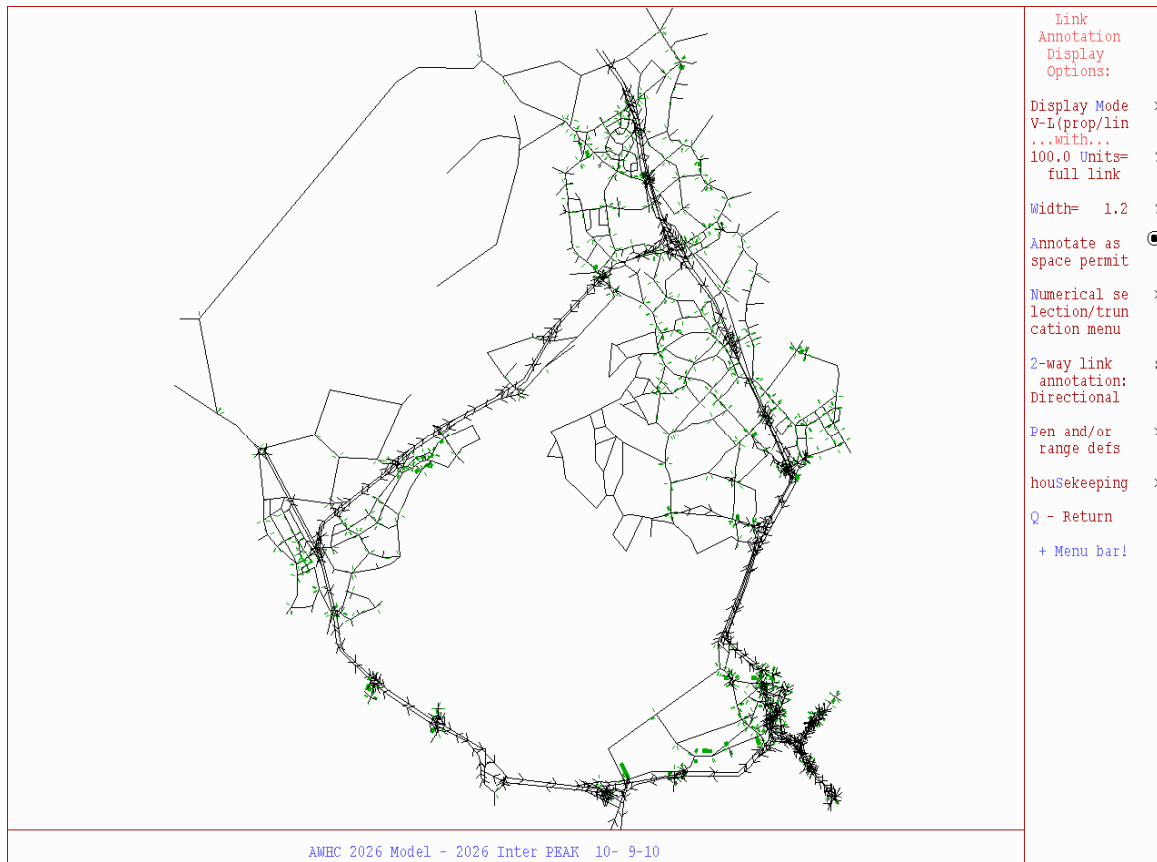 Link
Annotation
Display
Options:
Display Mode
V-L(prop/lin
...with...
100.0 Units=
full link
Width= 1.2
Annotate as
space permit
Numerical se
lection/trun
cation menu
2-way link
annotation:
Directional
Pen and/or
range defs
houSekeeping
Q - Return
+ Menu bar!
AWHC 2026 Model - 2026 Inter PEAK 10- 9-10